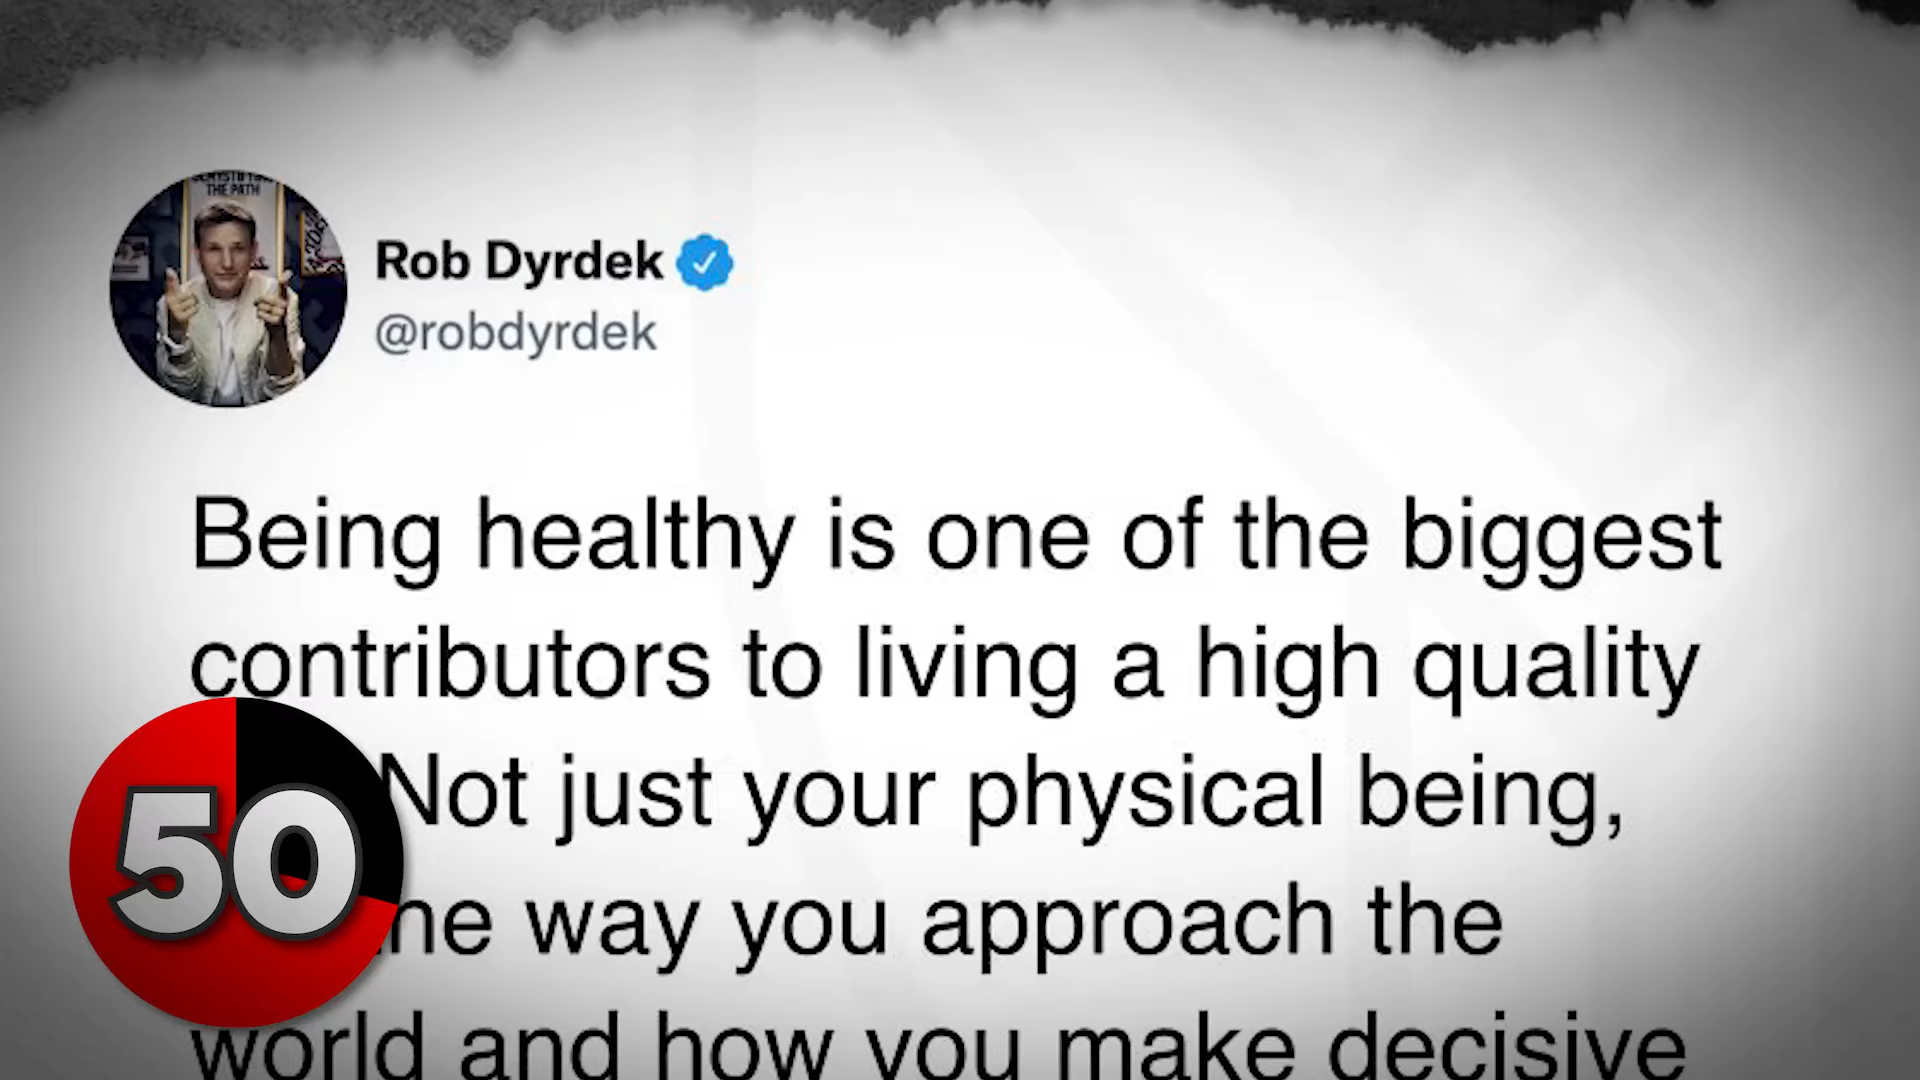 THE PATH
Rob Dyrdek
@robdyrdek
Being healthy is one of the biggest
contributors to living a high quality
Not just your physical being,
way you approach the
world and how you make decisive
50